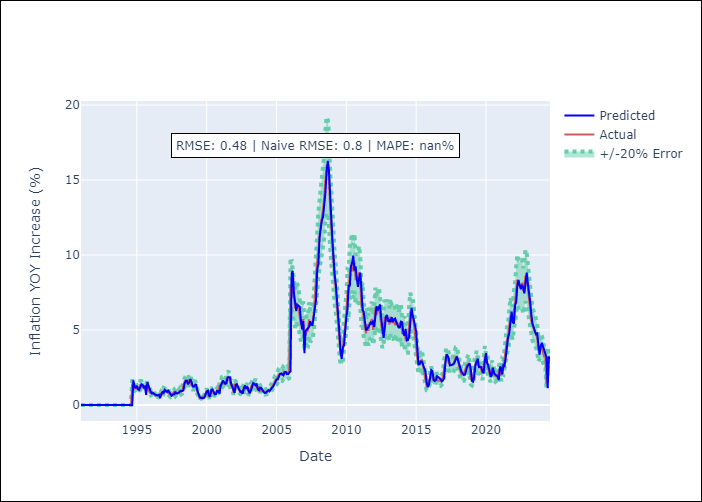 20
15
10
5
0
Inflation YOY Increase (%)
RMSE: 0.48 | Naive RMSE: 0.8 | MAPE: nan%
Predicted
Actual
+/-20% Error
1995 2000 2005 2010 2015 2020
Date